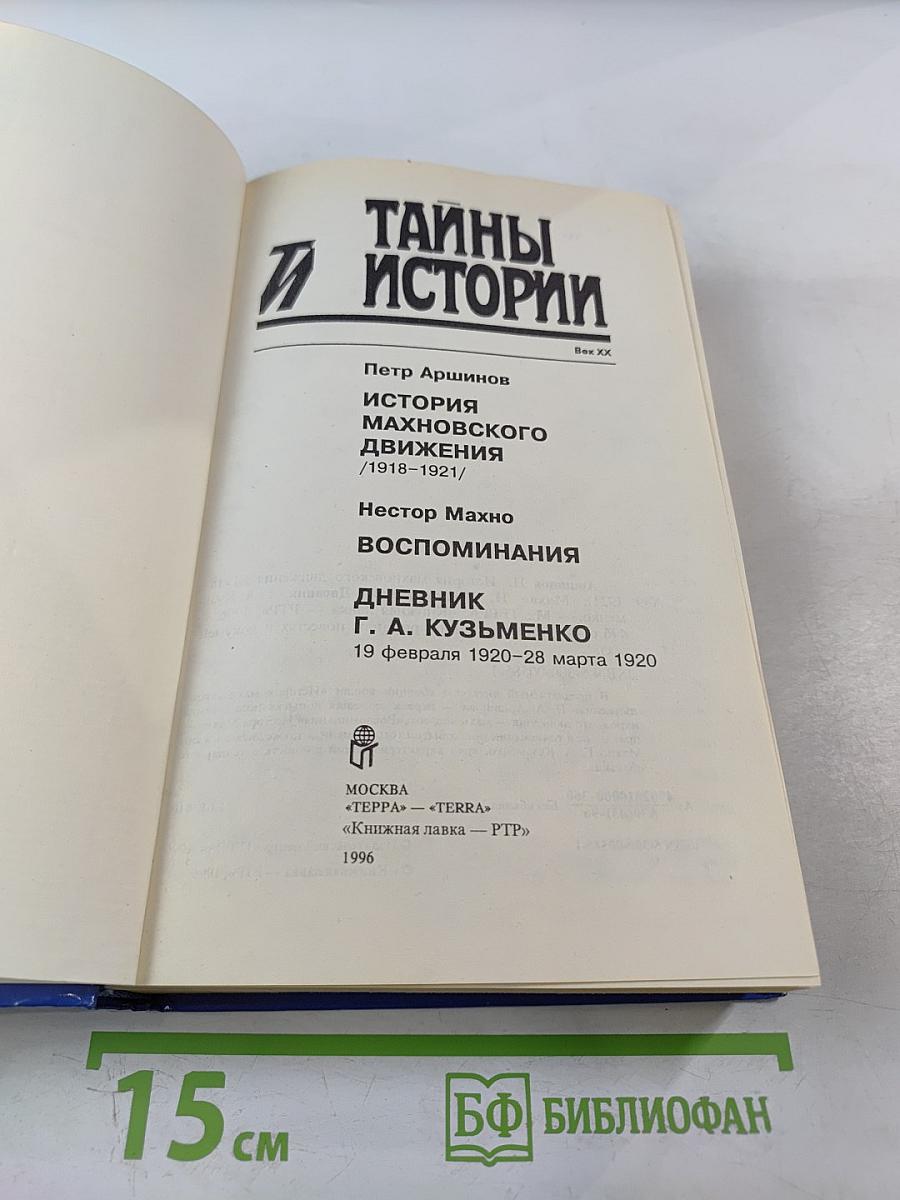 ТАЙНЫ
ТИ ИСТОРИИ
Век XX
Петр Аршинов
ИСТОРИЯ
МАХНОВСКОГО
ДВИЖЕНИЯ
/1918–1921/
Нестор Махно
ВОСПОМИНАНИЯ
ДНЕВНИК
Г. А. КУЗЬМЕНКО
19 февраля 1920–28 марта 1920
МОСКВА
«ТЕРРА» — «TERRA»
«Книжная лавка — РТР»
1996
15 см
БФ БИБЛИОФАН